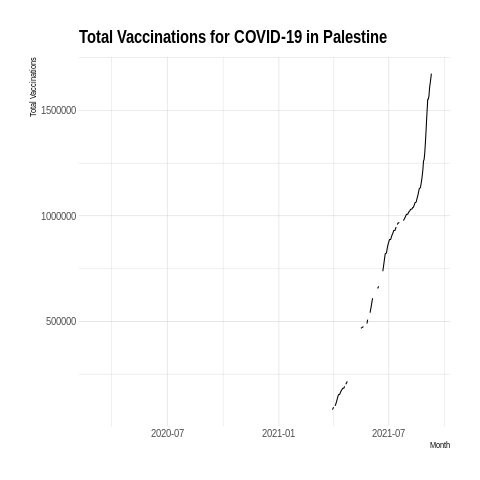 Total Vaccinations for COVID-19 in Palestine
Total Vaccinations
1500000
1000000
500000
2020-07
2021-01
2021-07
Month